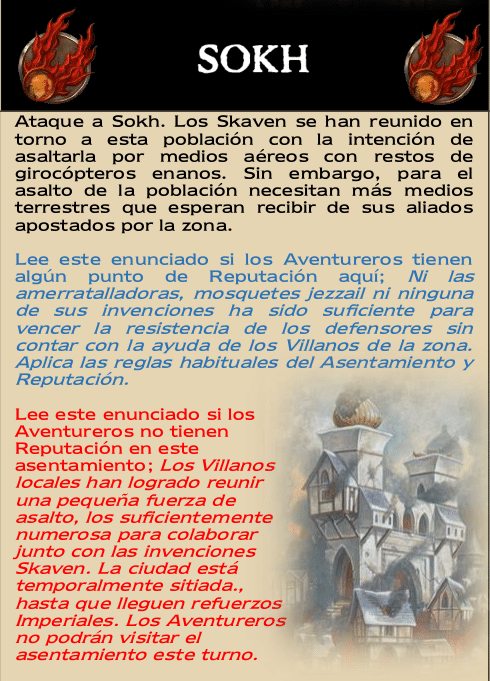 SOKH
Ataque a Sokh. Los Skaven se han reunido en
torno a esta población con la intención de
asaltarla por medios aéreos con restos de
girocópteros enanos. Sin embargo, para el
asalto de la población necesitan más medios
terrestres que esperan recibir de sus aliados
apostados por la zona.
Lee este enunciado si los Aventureros tienen
algún punto de Reputación aquí; Ni las
amerratalladoras, mosquetes jezzail ni ninguna
de sus invenciones ha sido suficiente para
vencer la resistencia de los defensores sin
contar con la ayuda de los Villanos de la zona.
Aplica las reglas habituales del Asentamiento y
Reputación.
Lee este enunciado si los
Aventureros no tienen
Reputación en este
asentamiento; Los Villanos
locales han logrado reunir
una pequeña fuerza de
asalto, los suficientemente
numerosa para colaborar
junto con las invenciones
Skaven. La ciudad está
temporalmente sitiada.,
hasta que lleguen refuerzos
Imperiales. Los Aventureros
no podrán visitar el
asentamiento este turno.